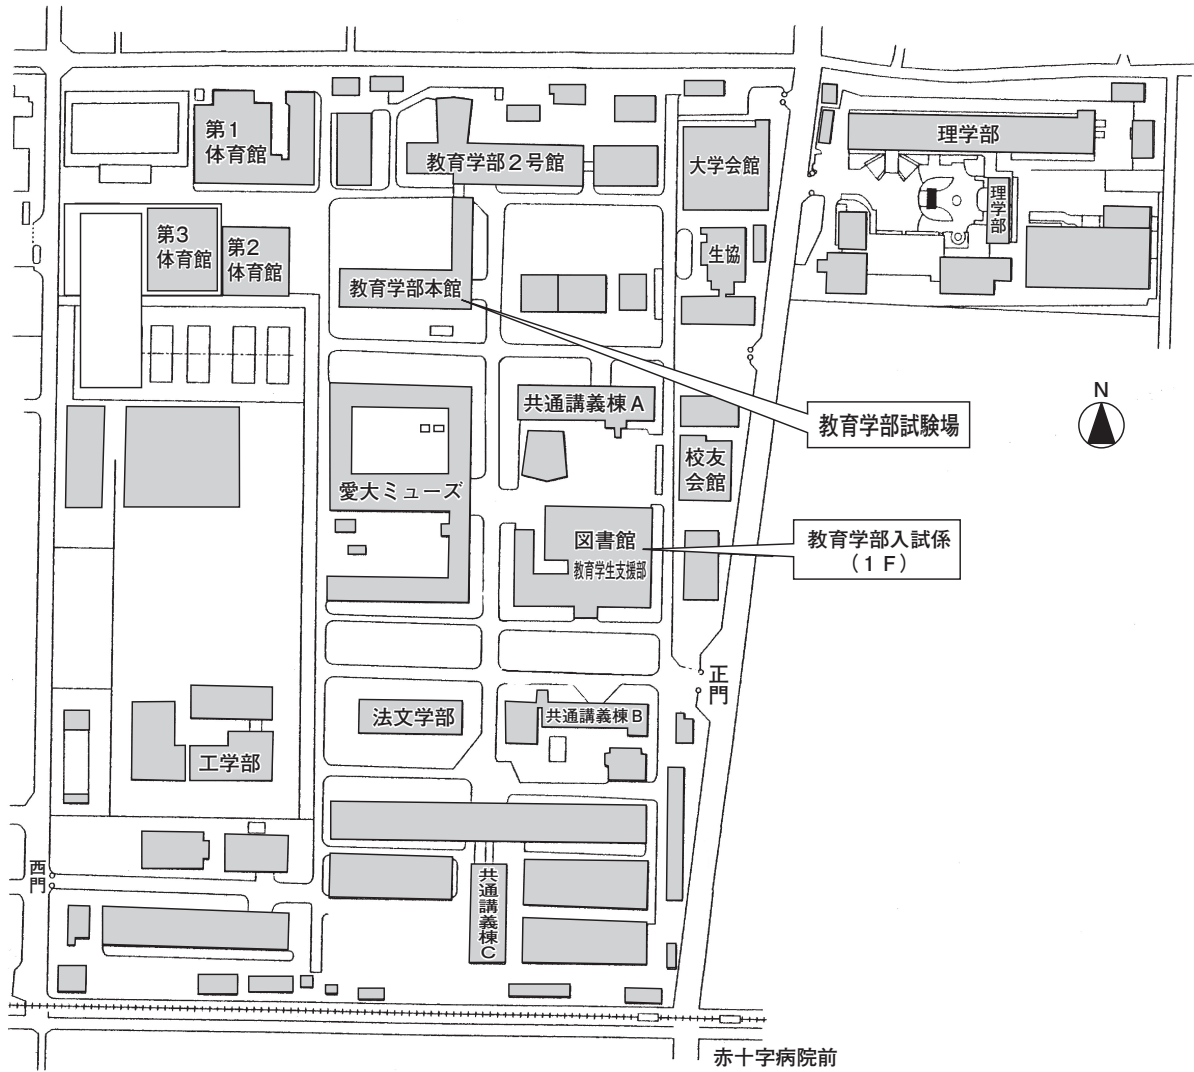 第1
体育館
教育学部2号館
大学会館
理学部
理学部
第3
体育館
第2
体育館
生協
教育学部本館
共通講義棟A
教育学部試験場
N
校友
会館
愛大ミューズ
図書館
教育学生支援部
教育学部入試係
(1F)
正門
法文学部
共通講義棟B
工学部
西門
共通講義棟C
赤十字病院前